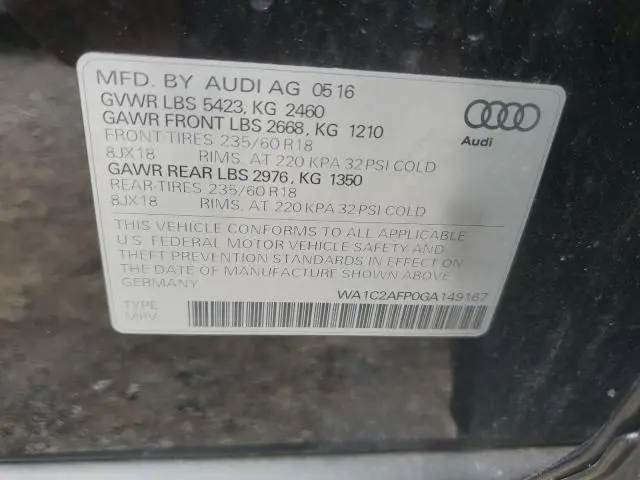 MFD. BY AUDI AG 05 16
GVWR LBS 5423, KG 2460
GAWR FRONT LBS 2668, KG 1210
FRONT TIRES 235/60 R18
8JX18 RIMS, AT 220 KPA 32 PSI COLD
GAWR REAR LBS 2976, KG 1350
REAR-TIRES 235/60 R18
8JX18 RIMS, AT 220 KPA 32 PSI COLD
THIS VEHICLE CONFORMS TO ALL APPLICABLE
U.S. FEDERAL MOTOR VEHICLE SAFETY AND
THEFT PREVENTION STANDARDS IN EFFECT ON
THE DATE OF MANUFACTURE SHOWN ABOVE
GERMANY
WA1C2AFP0GA149167
TYPE
MPV
Audi